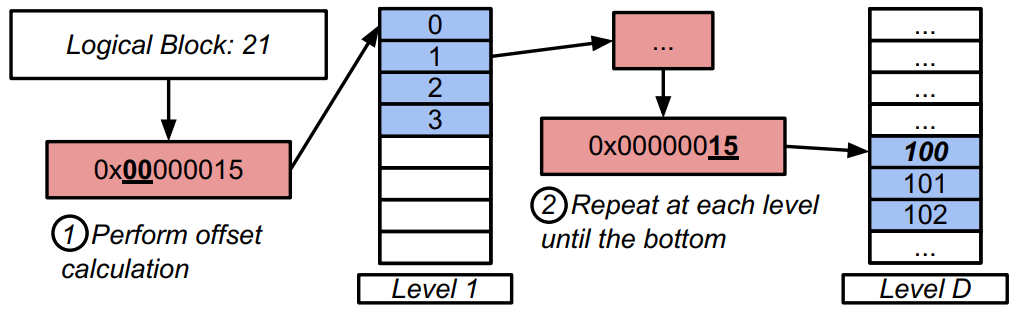 Logical Block: 21
0x00000015
1 Perform offset
calculation
0
1
2
3
Level 1
...
0x00000015
2 Repeat at each level
until the bottom
...
...
...
...
100
101
102
...
Level D